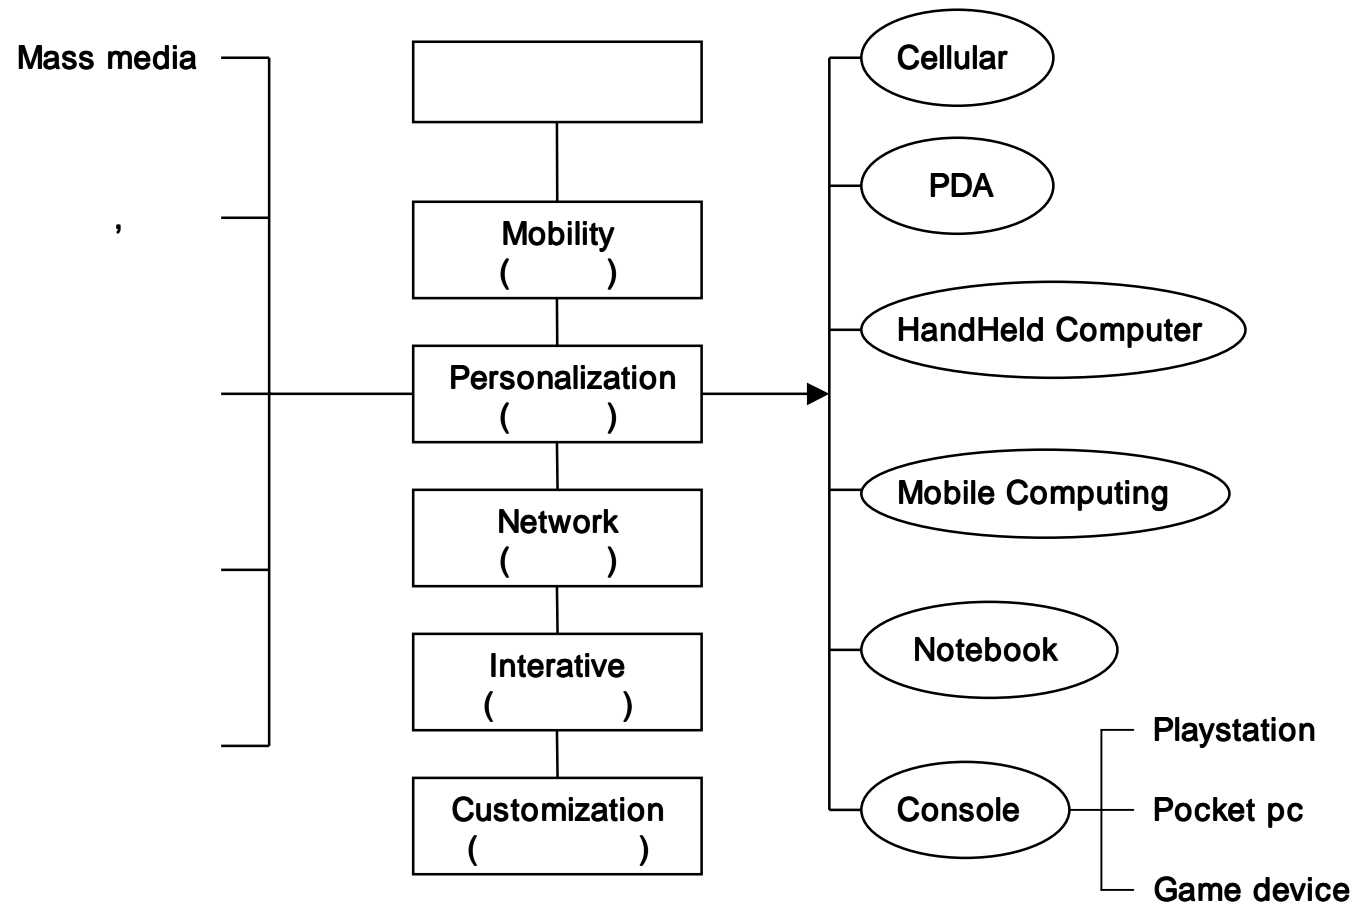 Mass media
,
Mobility
(          )
Personalization
(          )
Network
(          )
Interative
(             )
Customization
(                )
Cellular
PDA
HandHeld Computer
Mobile Computing
Notebook
Console
Playstation
Pocket pc
Game device